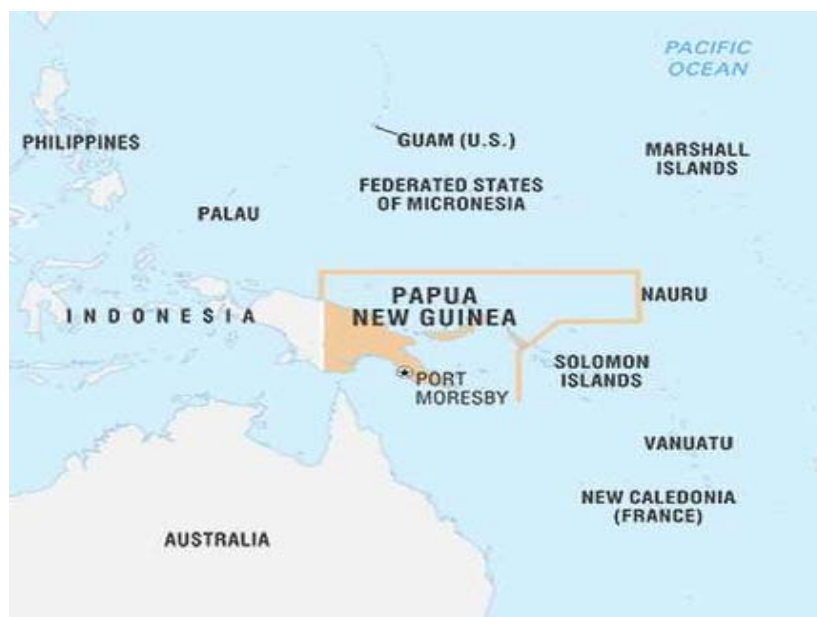 PACIFIC
OCEAN
PHILIPPINES
GUAM (U.S.)
MARSHALL
ISLANDS
FEDERATED STATES
OF MICRONESIA
PALAU
PAPUA
NEW GUINEA
NAURU
INDONESIA
SOLOMON
ISLANDS
PORT
MORESBY
VANUATU
NEW CALEDONIA
(FRANCE)
AUSTRALIA